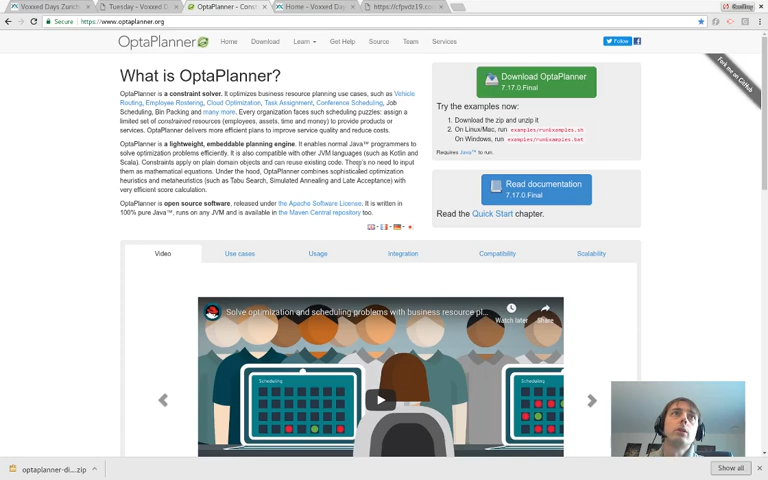 Voxxed Days Zurich
Tuesday - Voxxed D
OptaPlanner - Const
Home - Voxxed Day
https://cfpvdz19.co
Secure
https://www.optaplanner.org
OptaPlanner
Home
Download
Learn
Get Help
Source
Team
Services
Follow
Fork me on GitHub
What is OptaPlanner?
OptaPlanner is a constraint solver. It optimizes business resource planning use cases, such as Vehicle
Routing, Employee Rostering, Cloud Optimization, Task Assignment, Conference Scheduling, Job
Scheduling, Bin Packing and many more. Every organization faces such scheduling puzzles: assign a
limited set of constrained resources (employees, assets, time and money) to provide products or
services. OptaPlanner delivers more efficient plans to improve service quality and reduce costs.
OptaPlanner is a lightweight, embeddable planning engine. It enables normal Java™ programmers to
solve optimization problems efficiently. It is also compatible with other JVM languages (such as Kotlin and
Scala). Constraints apply on plain domain objects and can reuse existing code. There's no need to input
them as mathematical equations. Under the hood, OptaPlanner combines sophisticated optimization
heuristics and metaheuristics (such as Tabu Search, Simulated Annealing and Late Acceptance) with
very efficient score calculation.
OptaPlanner is open source software, released under the Apache Software License. It is written in
100% pure Java™, runs on any JVM and is available in the Maven Central repository too.
Download OptaPlanner
7.17.0.Final
Try the examples now:
1. Download the zip and unzip it
2. On Linux/Mac, run examples/runExamples.sh
On Windows, run examples/runExamples.bat
Requires Java™ to run.
Read documentation
7.17.0.Final
Read the Quick Start chapter.
Video
Use cases
Usage
Integration
Compatibility
Scalability
Solve optimization and scheduling problems with business resource pl...
Watch later
Share
Scheduling
Scheduling
optaplanner-di....zip
Show all